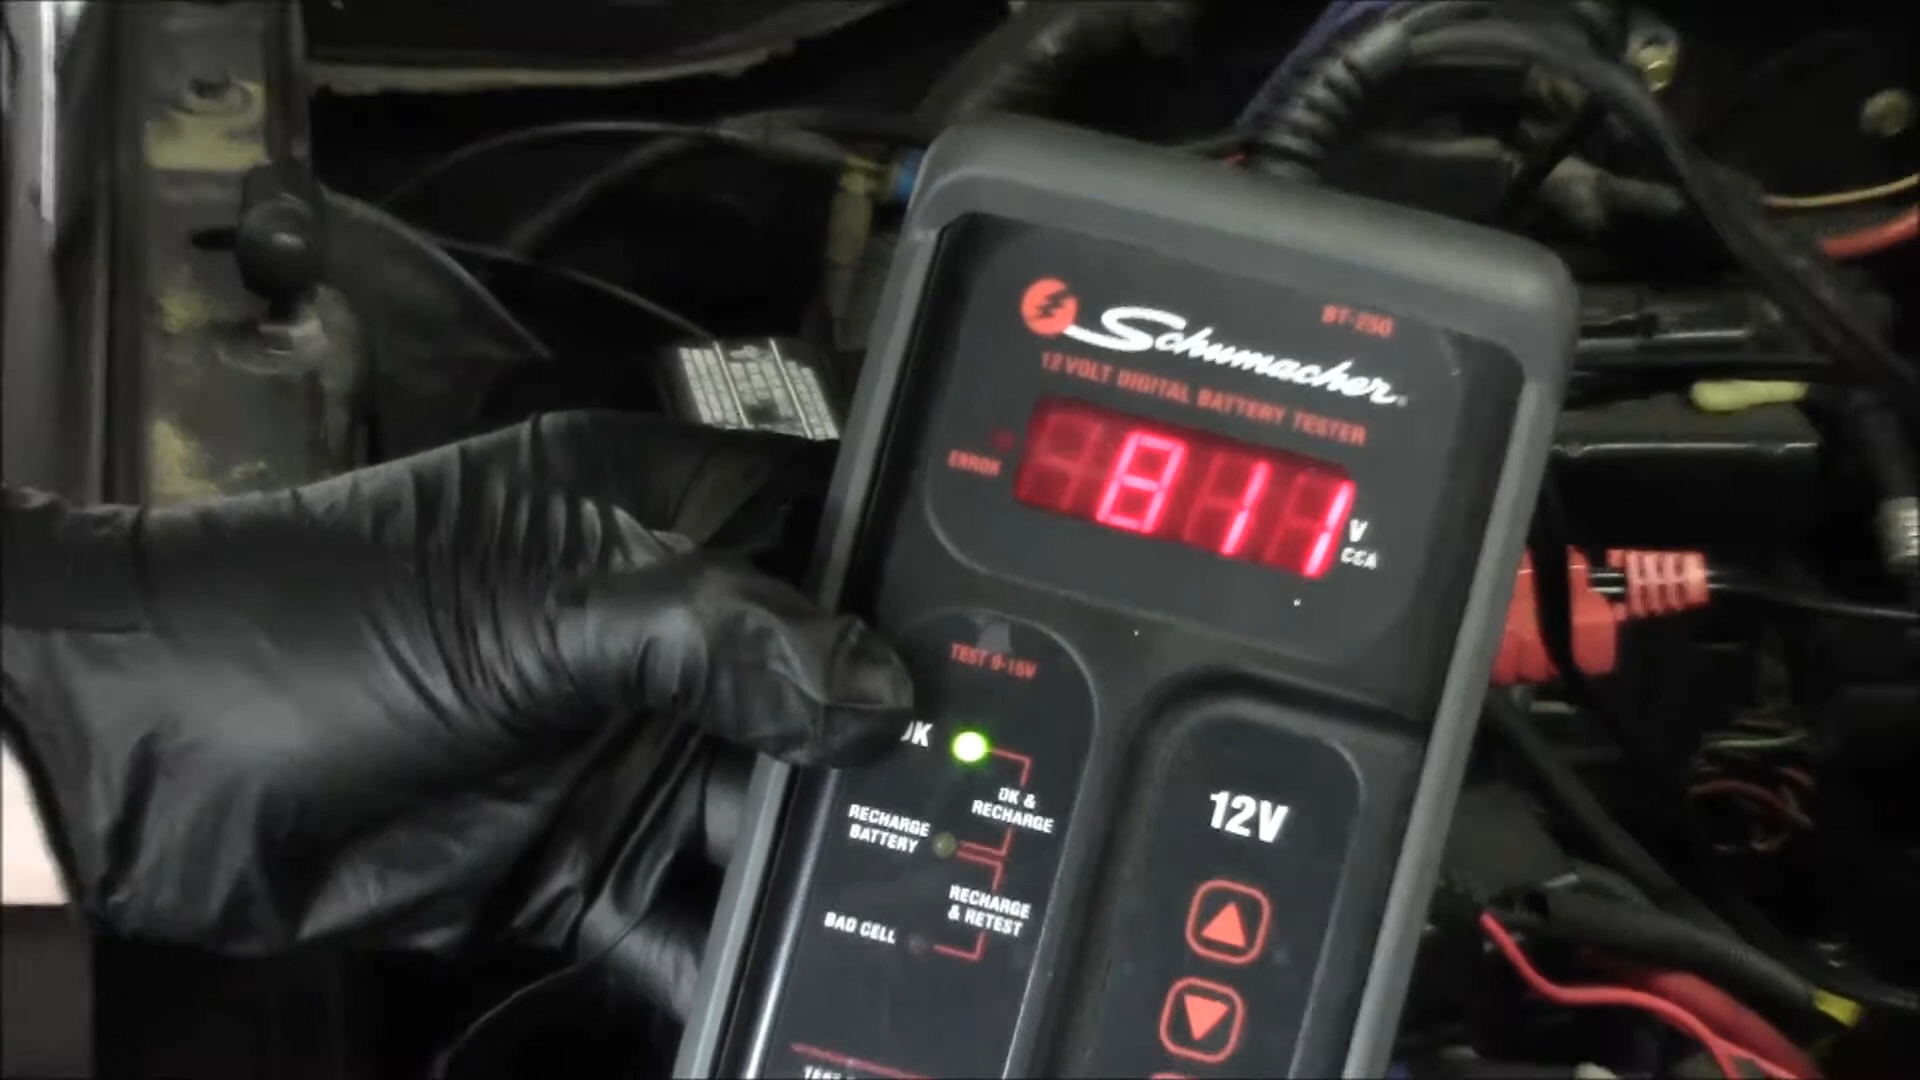 BT-250
Schumacher
12 VOLT DIGITAL BATTERY TESTER
ERROR
811
V
CCA
TEST 9-15V
OK
OK &
RECHARGE
RECHARGE
BATTERY
RECHARGE
& RETEST
BAD CELL
12V